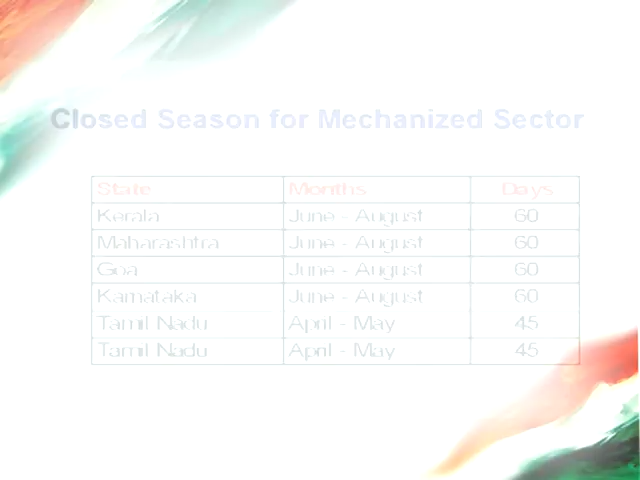 Closed Season for Mechanized Sector
State Months Days
Kerala June - August 60
Maharashtra June - August 60
Goa June - August 60
Karnataka June - August 60
Tamil Nadu April - May 45
Tamil Nadu April - May 45